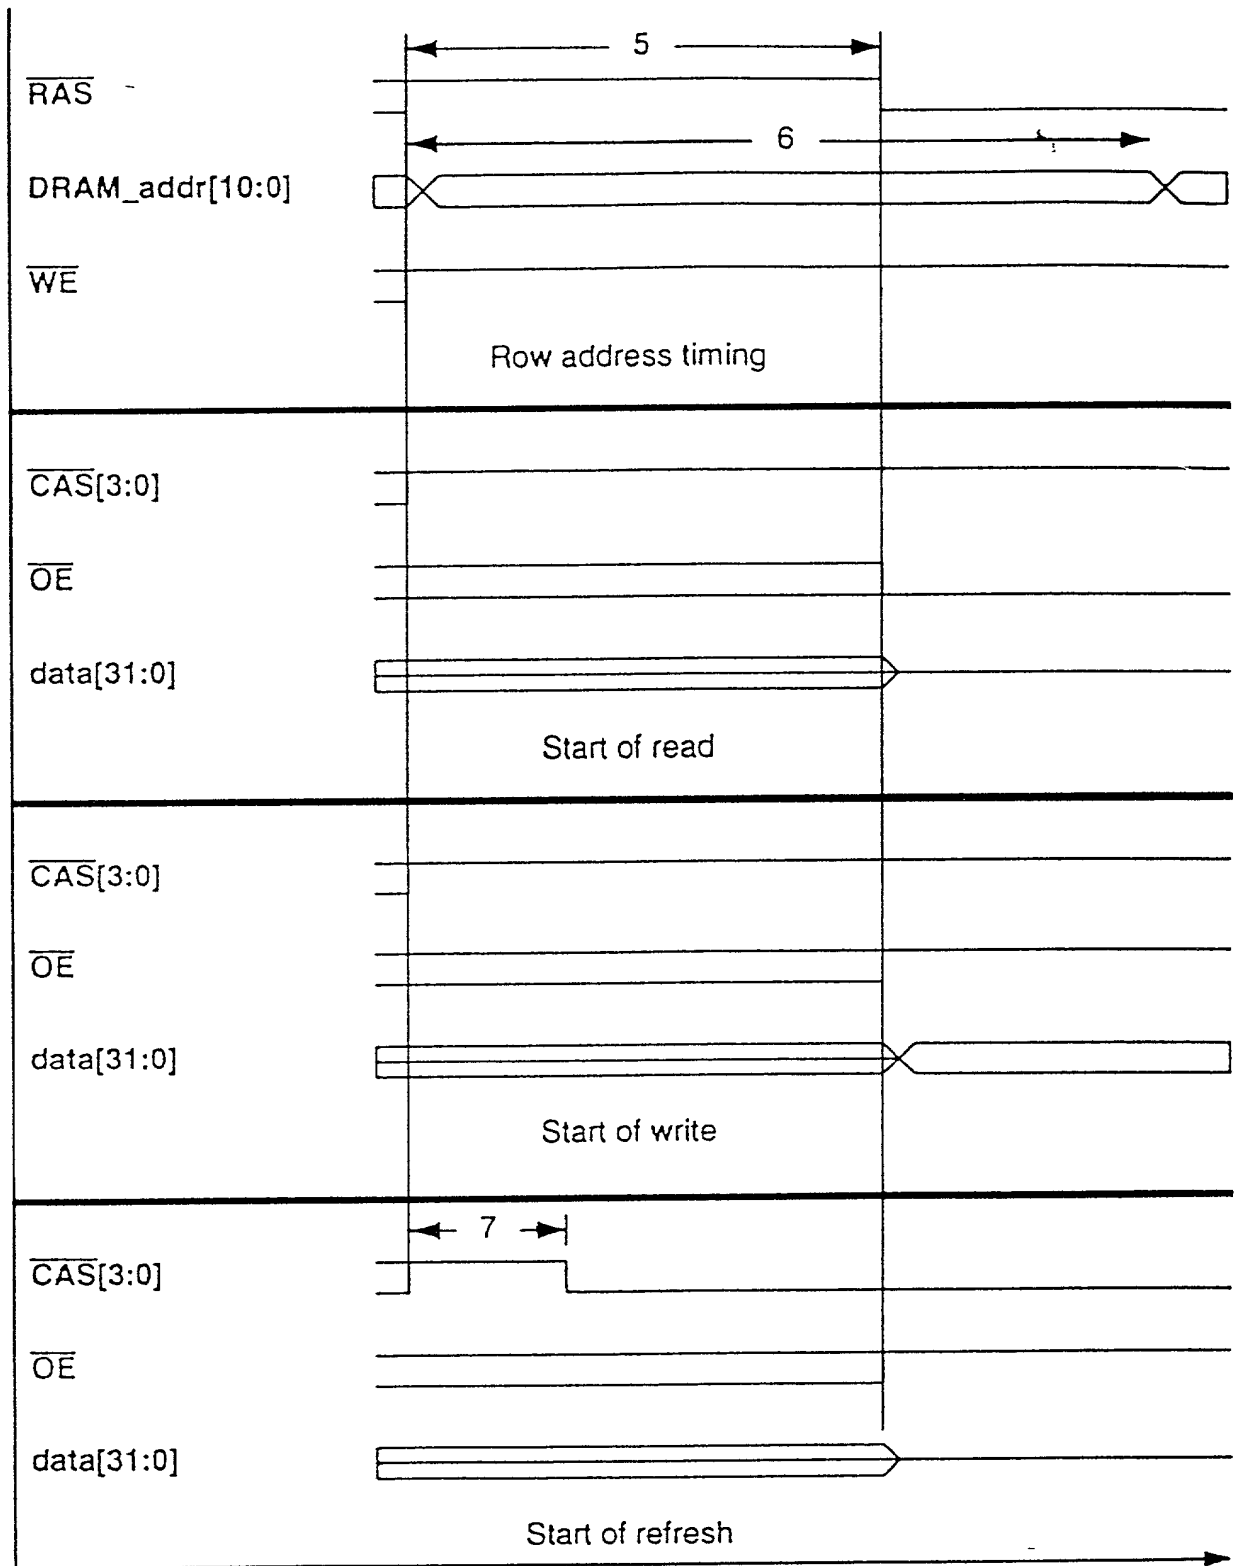 5
RAS
6
DRAM_addr[10:0]
WE
Row address timing
CAS[3:0]
OE
data[31:0]
Start of read
CAS[3:0]
OE
data[31:0]
Start of write
7
CAS[3:0]
OE
data[31:0]
Start of refresh